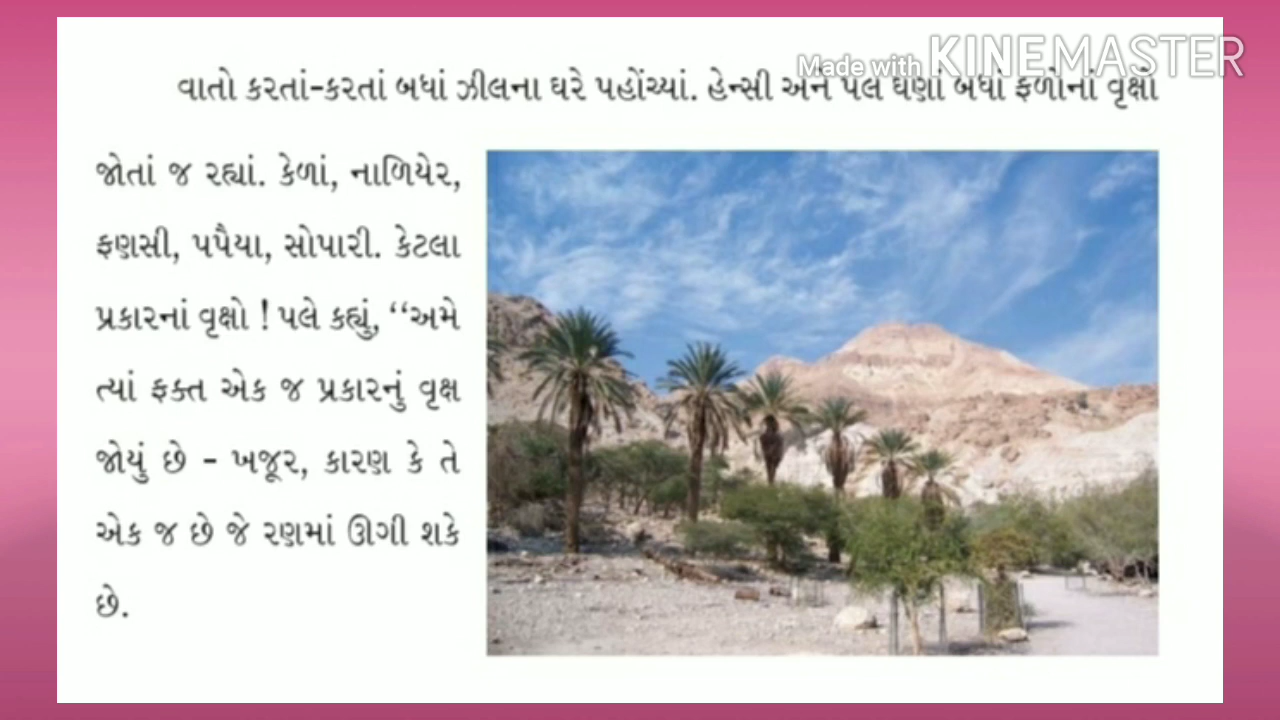 Made with KINEMASTER
વાતો કરતાં-કરતાં બધાં ઝીલના ઘરે પહોંચ્યાં. હેન્સી અને પલ ઘણાં બધાં ફળોનાં વૃક્ષો
જોતાં જ રહ્યાં. કેળાં, નાળિયેર,
ફણસી, પપૈયા, સોપારી. કેટલા
પ્રકારનાં વૃક્ષો ! પલે કહ્યું, “અમે
ત્યાં ફક્ત એક જ પ્રકારનું વૃક્ષ
જોયું છે - ખજૂર, કારણ કે તે
એક જ છે જે રણમાં ઊગી શકે
છે.